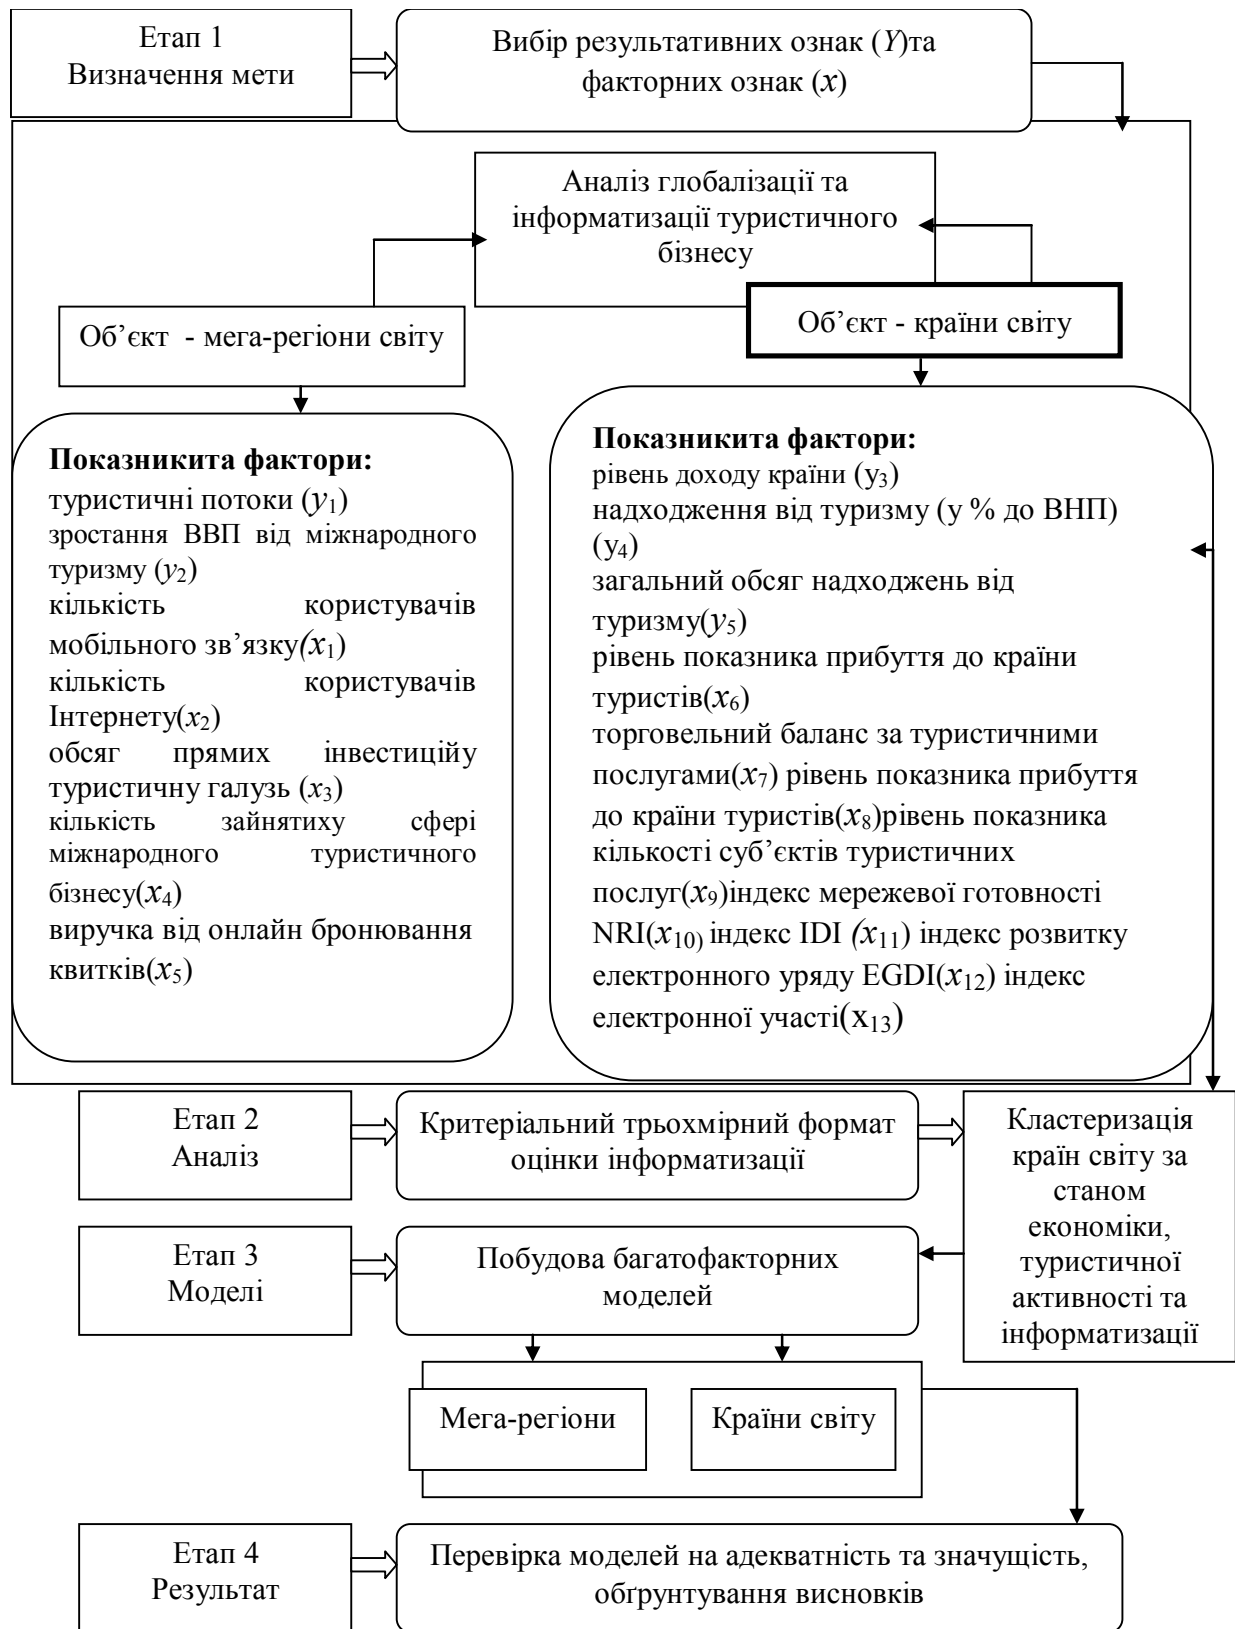 Етап 1
Визначення мети
Вибір результативних ознак (Y)та
факторних ознак (x)
Аналіз глобалізації та
інформатизації туристичного
бізнесу
Об’єкт - мега-регіони світу
Об’єкт - країни світу
Показникита фактори:
туристичні потоки (y₁)
зростання ВВП від міжнародного
туризму (y₂)
кількість користувачів
мобільного зв’язку(x₁)
кількість користувачів
Інтернету(x₂)
обсяг прямих інвестиційу
туристичну галузь (x₃)
кількість зайнятиху сфері
міжнародного туристичного
бізнесу(x₄)
виручка від онлайн бронювання
квитків(x₅)
Показникита фактори:
рівень доходу країни (y₃)
надходження від туризму (у % до ВНП)
(y₄)
загальний обсяг надходжень від
туризму(y₅)
рівень показника прибуття до країни
туристів(x₆)
торговельний баланс за туристичними
послугами(x₇) рівень показника прибуття
до країни туристів(x₈)рівень показника
кількості суб’єктів туристичних
послуг(x₉)індекс мережевої готовності
NRI(x₁₀) індекс IDI (x₁₁) індекс розвитку
електронного уряду EGDI(x₁₂) індекс
електронної участі(x₁₃)
Етап 2
Аналіз
Критеріальний трьохмірний формат
оцінки інформатизації
Кластеризація
країн світу за
станом
економіки,
туристичної
активності та
інформатизації
Етап 3
Моделі
Побудова багатофакторних
моделей
Мега-регіони
Країни світу
Етап 4
Результат
Перевірка моделей на адекватність та значущість,
обґрунтування висновків